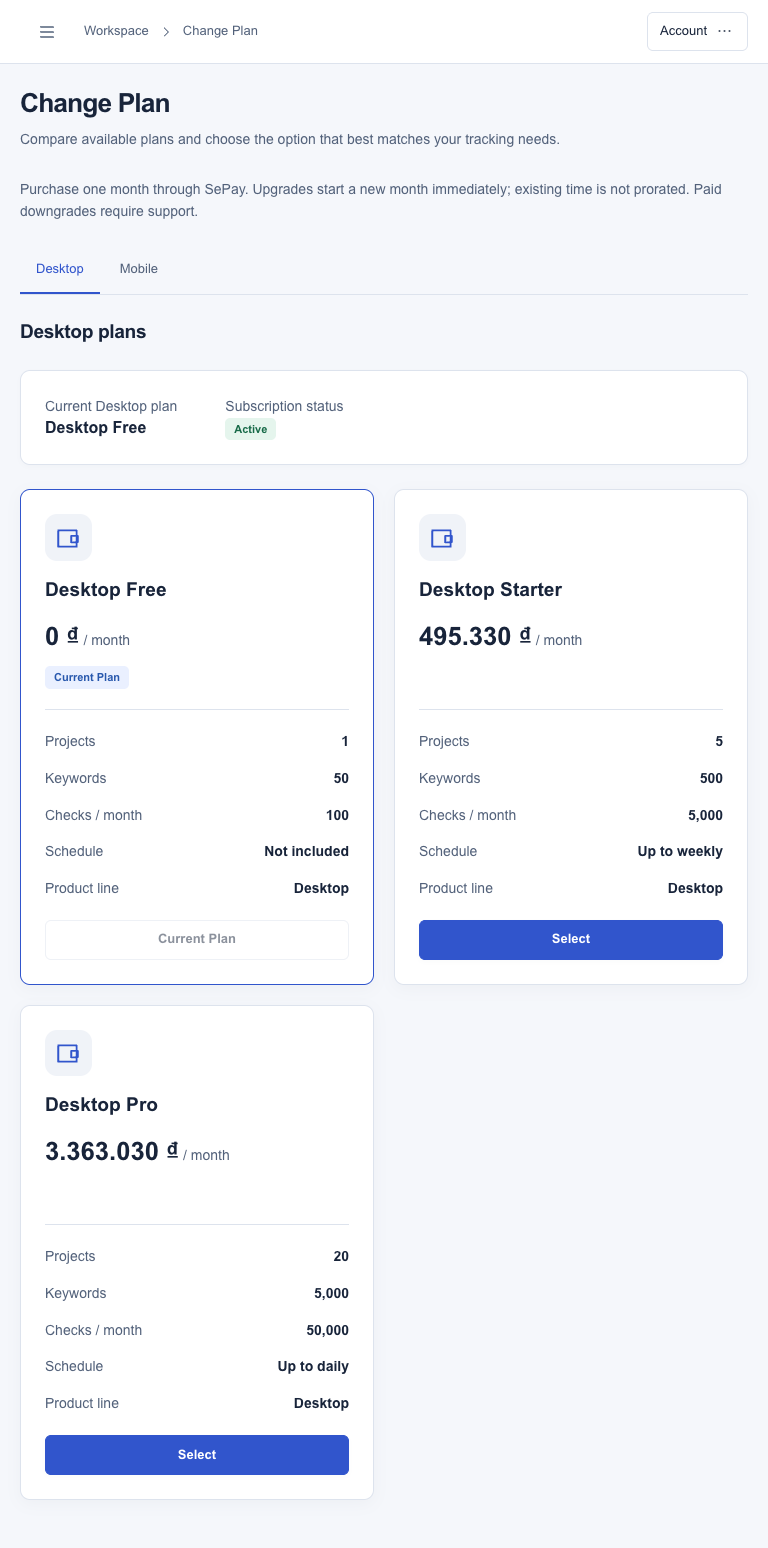 Workspace
Change Plan
Account ···
Change Plan
Compare available plans and choose the option that best matches your tracking needs.
Purchase one month through SePay. Upgrades start a new month immediately; existing time is not prorated. Paid
downgrades require support.
Desktop
Mobile
Desktop plans
Current Desktop plan
Desktop Free
Subscription status
Active
Desktop Free
0 ₫ / month
Current Plan
Projects 1
Keywords 50
Checks / month 100
Schedule Not included
Product line Desktop
Current Plan
Desktop Starter
495.330 ₫ / month
Projects 5
Keywords 500
Checks / month 5,000
Schedule Up to weekly
Product line Desktop
Select
Desktop Pro
3.363.030 ₫ / month
Projects 20
Keywords 5,000
Checks / month 50,000
Schedule Up to daily
Product line Desktop
Select